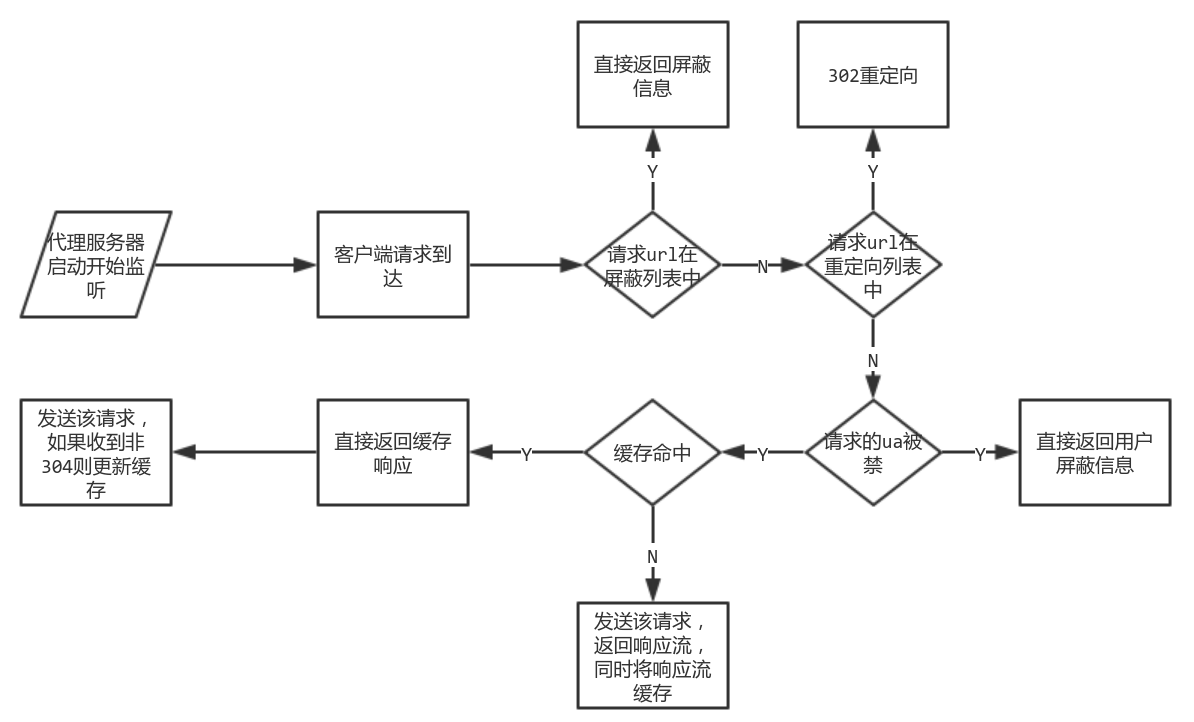 直接返回屏蔽
信息
302重定向
Y
Y
代理服务器
启动开始监
听
客户端请求到
达
请求url在
屏蔽列表中
N
请求url在
重定向列表
中
N
发送该请求，
如果收到非
304则更新缓
存
直接返回缓存
响应
Y
缓存命中
Y
请求的ua被
禁
Y
直接返回用户
屏蔽信息
N
发送该请求，
返回响应流，
同时将响应流
缓存